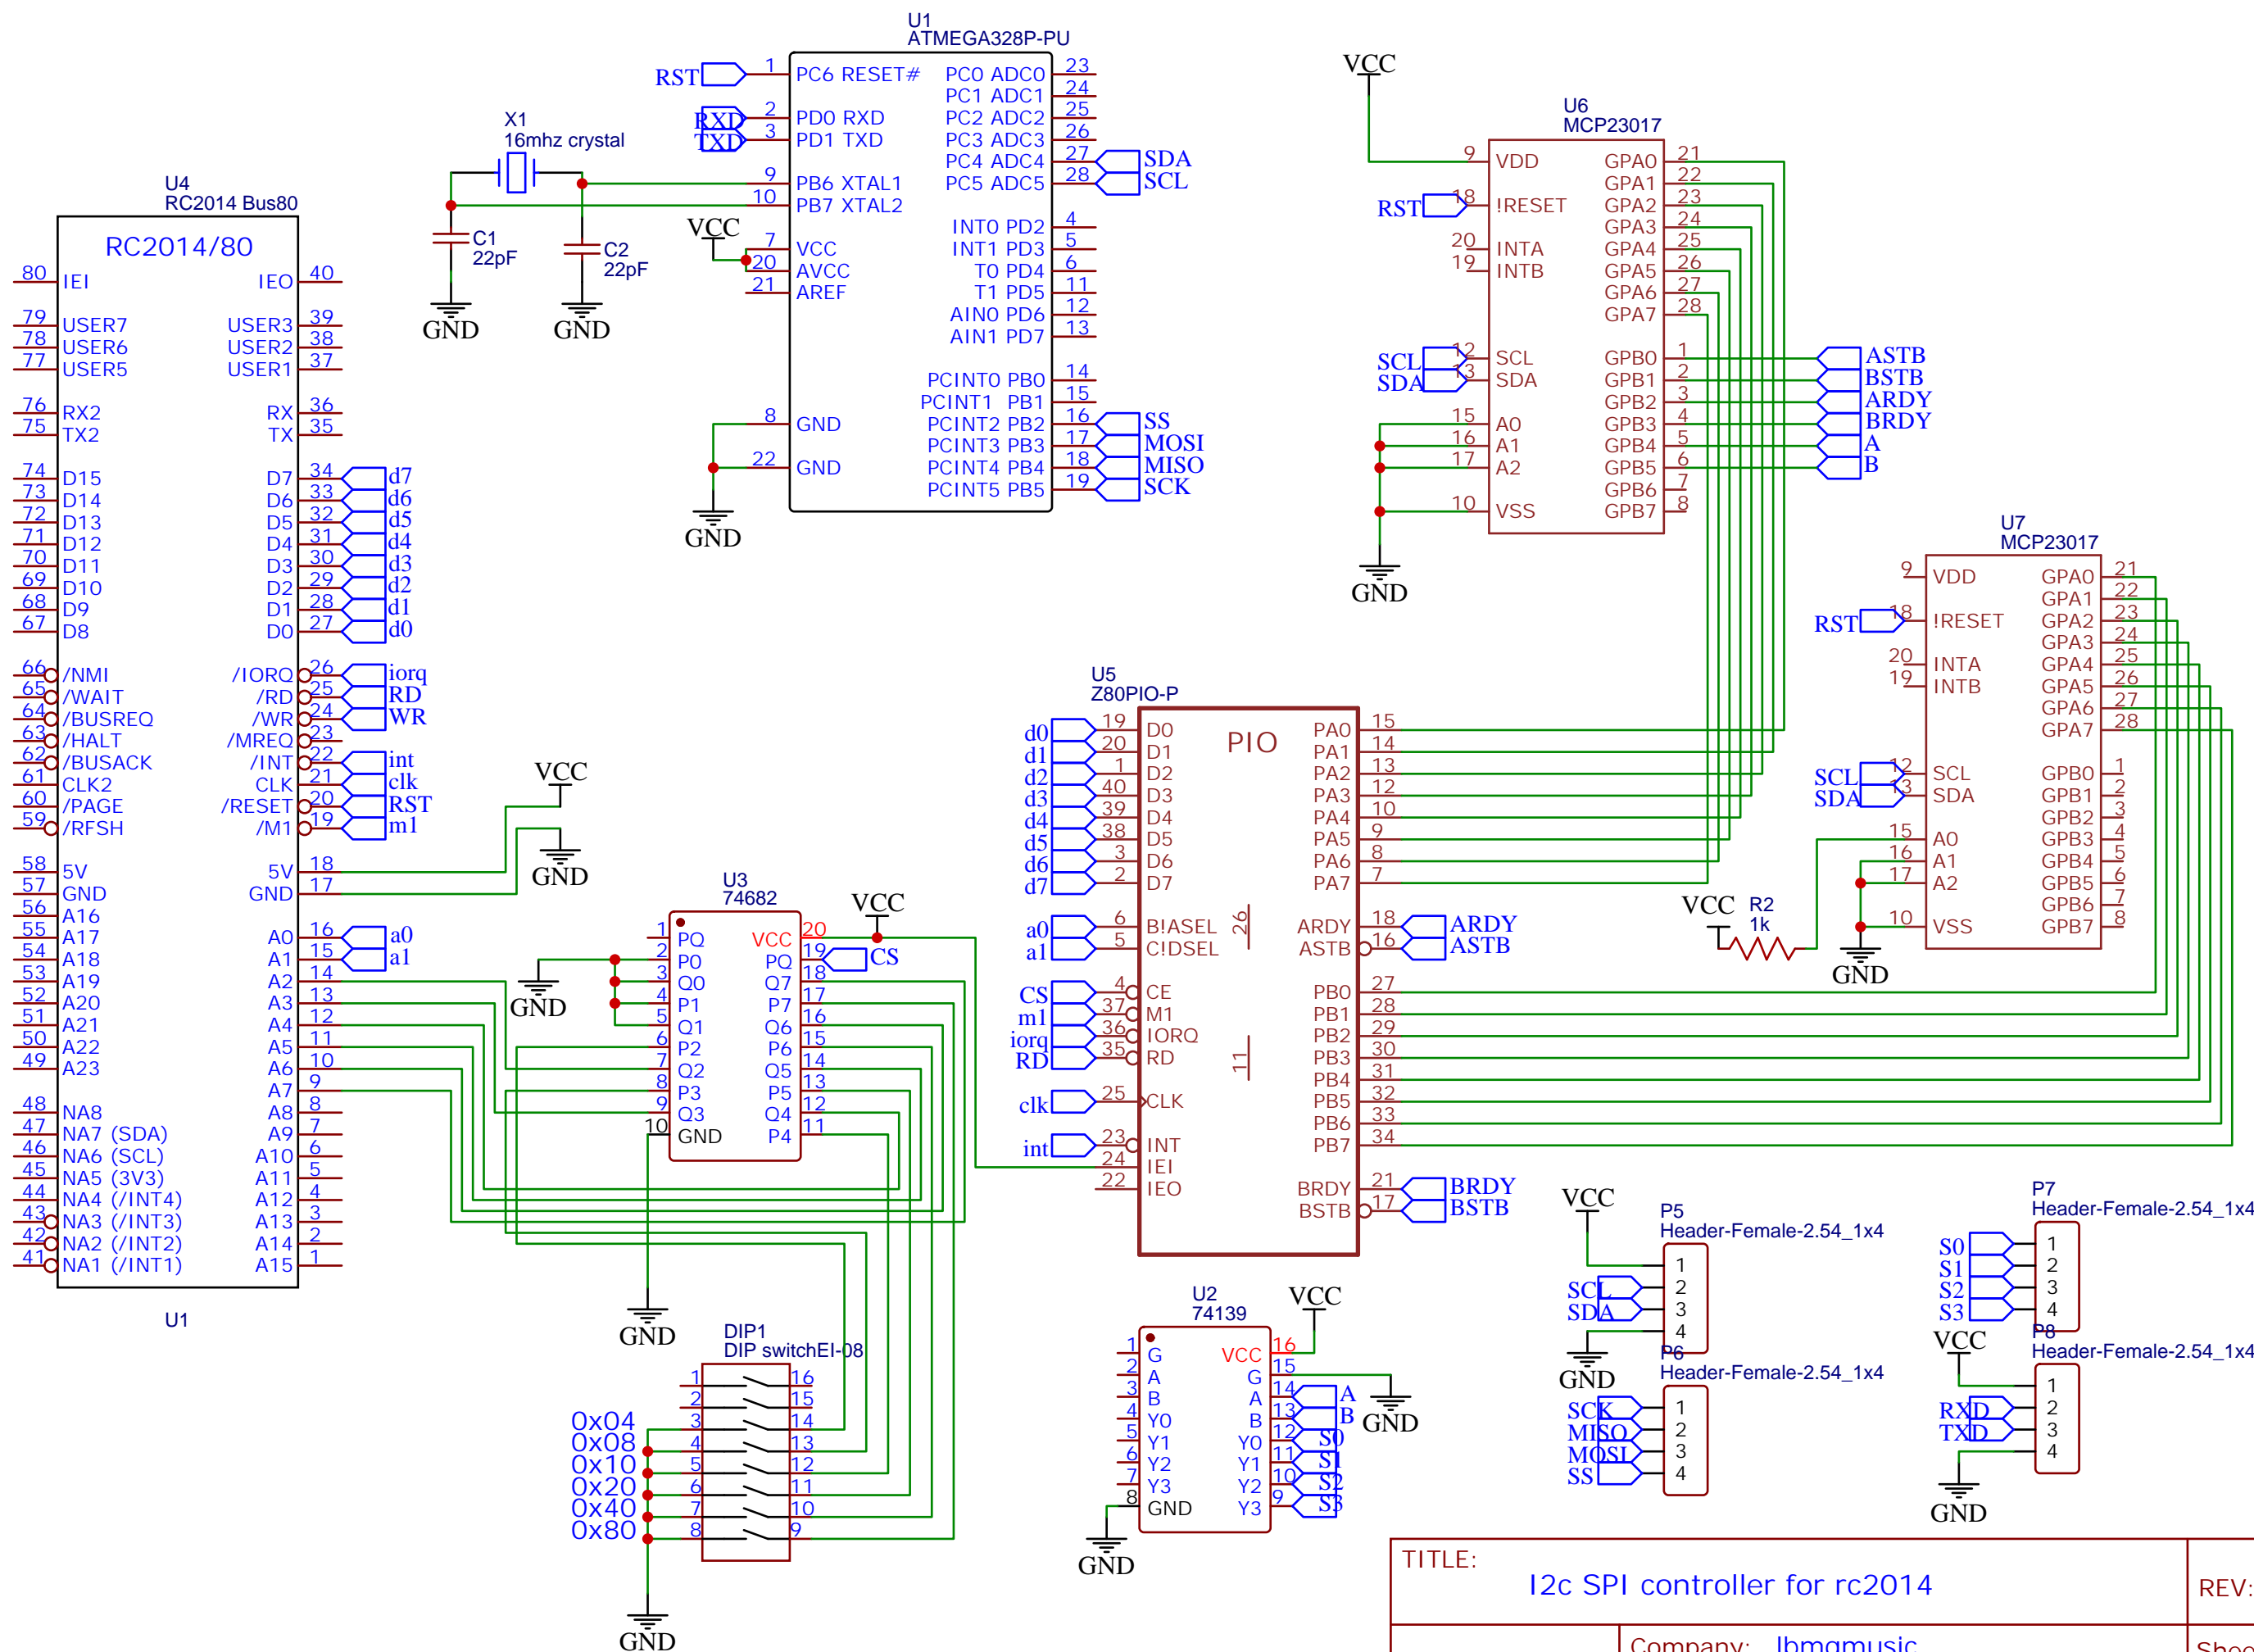 U1
ATMEGA328P-PU
RST
1 PC6 RESET# PC0 ADC0 23
PC1 ADC1 24
RXD 2 PD0 RXD PC2 ADC2 25
TXD 3 PD1 TXD PC3 ADC3 26
PC4 ADC4 27 SDA
9 PB6 XTAL1 PC5 ADC5 28 SCL
10 PB7 XTAL2
INT0 PD2 4
VCC
7 VCC INT1 PD3 5
20 AVCC T0 PD4 6
21 AREF T1 PD5 11
AIN0 PD6 12
AIN1 PD7 13
PCINT0 PB0 14
PCINT1 PB1 15
8 GND PCINT2 PB2 16 SS
PCINT3 PB3 17 MOSI
22 GND PCINT4 PB4 18 MISO
PCINT5 PB5 19 SCK
GND
X1
16mhz crystal
C1
22pF
C2
22pF
GND
GND
U4
RC2014 Bus80
RC2014/80
80 IEI IEO 40
79 USER7 USER3 39
78 USER6 USER2 38
77 USER5 USER1 37
76 RX2 RX 36
75 TX2 TX 35
74 D15 D7 34 d7
73 D14 D6 33 d6
72 D13 D5 32 d5
71 D12 D4 31 d4
70 D11 D3 30 d3
69 D10 D2 29 d2
68 D9 D1 28 d1
67 D8 D0 27 d0
66 /NMI /IORQ 26 iorq
65 /WAIT /RD 25 RD
64 /BUSREQ /WR 24 WR
63 /HALT /MREQ 23
62 /BUSACK /INT 22 int
61 CLK2 CLK 21 clk
60 /PAGE /RESET 20 RST
59 /RFSH /M1 19 m1
58 5V 5V 18
57 GND GND 17
56 A16
55 A17 A0 16 a0
54 A18 A1 15 a1
53 A19 A2 14
52 A20 A3 13
51 A21 A4 12
50 A22 A5 11
49 A23 A6 10
A7 9
48 NA8 A8 8
47 NA7 (SDA) A9 7
46 NA6 (SCL) A10 6
45 NA5 (3V3) A11 5
44 NA4 (/INT4) A12 4
43 NA3 (/INT3) A13 3
42 NA2 (/INT2) A14 2
41 NA1 (/INT1) A15 1
U1
VCC
GND
U3
74682
VCC
1 PQ VCC 20
2 P0 PQ 19 CS
3 Q0 Q7 18
4 P1 P7 17
5 Q1 Q6 16
6 P2 P6 15
7 Q2 Q5 14
8 P3 P5 13
9 Q3 Q4 12
10 GND P4 11
GND
GND
DIP1
DIP switchEI-08
1 16
2 15
0x04 3 14
0x08 4 13
0x10 5 12
0x20 6 11
0x40 7 10
0x80 8 9
GND
VCC
U6
MCP23017
9 VDD GPA0 21
GPA1 22
RST 18 !RESET GPA2 23
GPA3 24
20 INTA GPA4 25
19 INTB GPA5 26
GPA6 27
GPA7 28
SCL 12 SCL GPB0 1 ASTB
SDA 13 SDA GPB1 2 BSTB
GPB2 3 ARDY
15 A0 GPB3 4 BRDY
16 A1 GPB4 5 A
17 A2 GPB5 6 B
GPB6 7
10 VSS GPB7 8
GND
U7
MCP23017
9 VDD GPA0 21
GPA1 22
RST 18 !RESET GPA2 23
GPA3 24
20 INTA GPA4 25
19 INTB GPA5 26
GPA6 27
GPA7 28
SCL 12 SCL GPB0 1
SDA 13 SDA GPB1 2
GPB2 3
15 A0 GPB3 4
16 A1 GPB4 5
17 A2 GPB5 6
GPB6 7
10 VSS GPB7 8
VCC
R2
1k
GND
U5
Z80PIO-P
PIO
d0 19 D0 PA0 15
d1 20 D1 PA1 14
d2 1 D2 PA2 13
d3 40 D3 PA3 12
d4 39 D4 PA4 10
d5 38 D5 PA5 9
d6 3 D6 PA6 8
d7 2 D7 PA7 7
26
a0 6 B!ASEL ARDY 18 ARDY
a1 5 C!DSEL ASTB 16 ASTB
CS 4 CE PB0 27
m1 37 M1 PB1 28
iorq 36 IORQ PB2 29
RD 35 RD PB3 30
11
PB4 31
clk 25 CLK PB5 32
PB6 33
int 23 INT PB7 34
24 IEI
22 IEO BRDY 21 BRDY
BSTB 17 BSTB
U2
74139
VCC
1 G VCC 16
2 A G 15
3 B A 14 A
4 Y0 B 13 B
5 Y1 Y0 12 S0
6 Y2 Y1 11 S1
7 Y3 Y2 10 S2
8 GND Y3 9 S3
GND
GND
VCC
P5
Header-Female-2.54_1x4
1
SCL 2
SDA 3
4
GND
P6
Header-Female-2.54_1x4
SCK 1
MISO 2
MOSI 3
SS 4
P7
Header-Female-2.54_1x4
S0 1
S1 2
S2 3
S3 4
VCC
P8
Header-Female-2.54_1x4
1
RXD 2
TXD 3
4
GND
TITLE:
I2c SPI controller for rc2014
REV:
Company: lbmgmusic